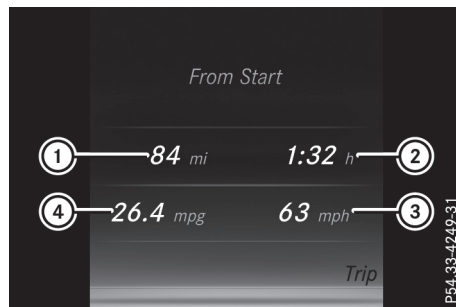 From Start
1 84 mi 1:32 h 2
4 26.4 mpg 63 mph 3
Trip
P54.33-4249-31